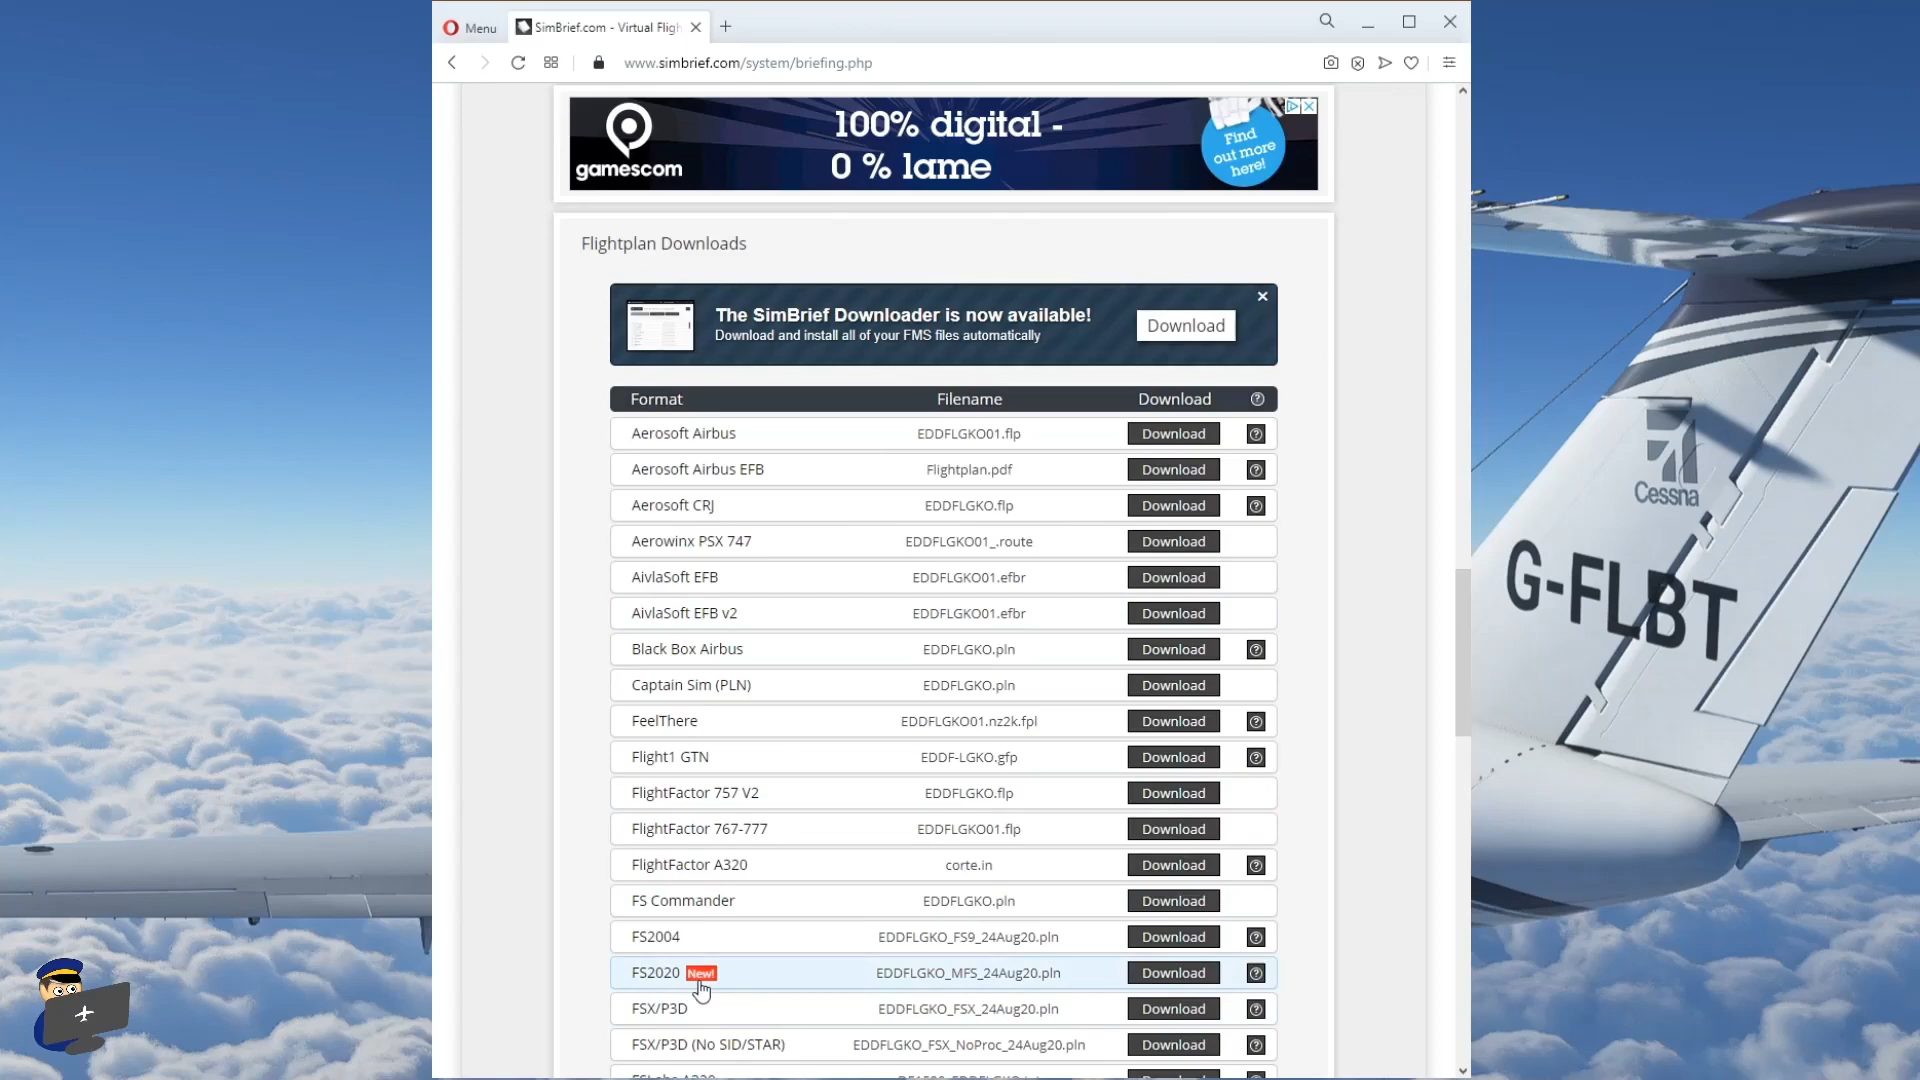 Menu
SimBrief.com - Virtual Fligh
www.simbrief.com/system/briefing.php
gamescom
100% digital -
0 % lame
Find
out more
here!
Flightplan Downloads
The SimBrief Downloader is now available!
Download and install all of your FMS files automatically
Download
Format Filename Download
Aerosoft Airbus EDDFLGKO01.flp Download
Aerosoft Airbus EFB Flightplan.pdf Download
Aerosoft CRJ EDDFLGKO.flp Download
Aerowinx PSX 747 EDDFLGKO01_.route Download
AivlaSoft EFB EDDFLGKO01.efbr Download
AivlaSoft EFB v2 EDDFLGKO01.efbr Download
Black Box Airbus EDDFLGKO.pln Download
Captain Sim (PLN) EDDFLGKO.pln Download
FeelThere EDDFLGKO01.nz2k.fpl Download
Flight1 GTN EDDF-LGKO.gfp Download
FlightFactor 757 V2 EDDFLGKO.flp Download
FlightFactor 767-777 EDDFLGKO01.flp Download
FlightFactor A320 corte.in Download
FS Commander EDDFLGKO.pln Download
FS2004 EDDFLGKO_FS9_24Aug20.pln Download
FS2020 New! EDDFLGKO_MFS_24Aug20.pln Download
FSX/P3D EDDFLGKO_FSX_24Aug20.pln Download
FSX/P3D (No SID/STAR) EDDFLGKO_FSX_NoProc_24Aug20.pln Download
Cessna
G-FLBT